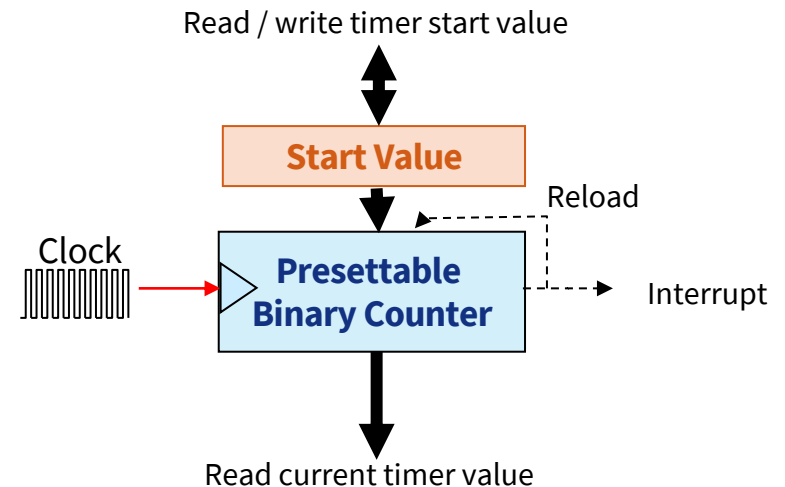 Read / write timer start value
Start Value
Reload
Clock
Presettable
Binary Counter
Interrupt
Read current timer value